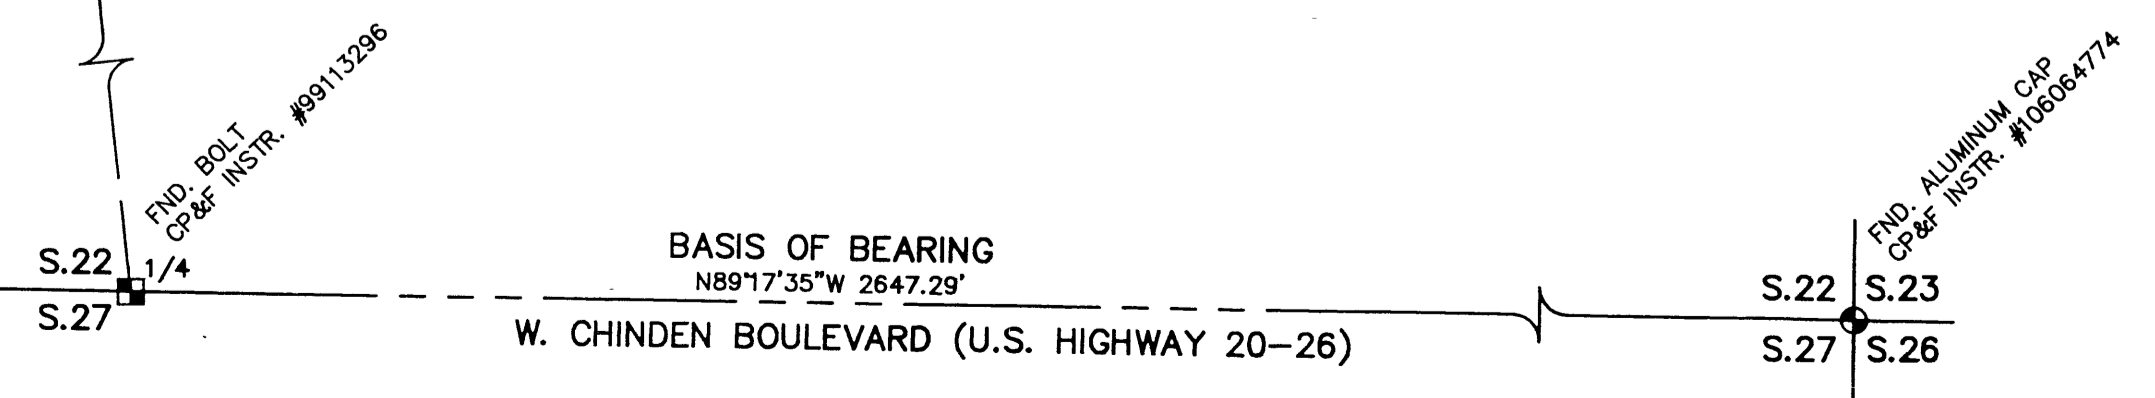 FND. BOLT
CP&F INSTR. #99113296
FND. ALUMINUM CAP
CP&F INSTR. #106064774
S.22
1/4
S.27
BASIS OF BEARING
N89°17'35"W 2647.29'
W. CHINDEN BOULEVARD (U.S. HIGHWAY 20-26)
S.22 S.23
S.27 S.26